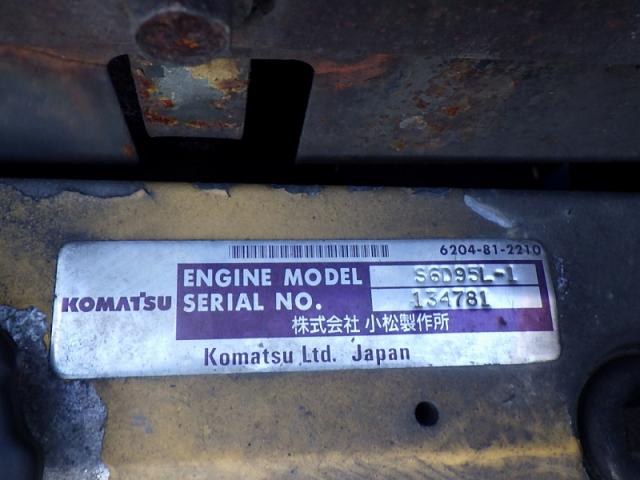 6204-81-2210
KOMATSU
ENGINE MODEL S6D95L-1
SERIAL NO. 134781
株式会社 小松製作所
Komatsu Ltd. Japan